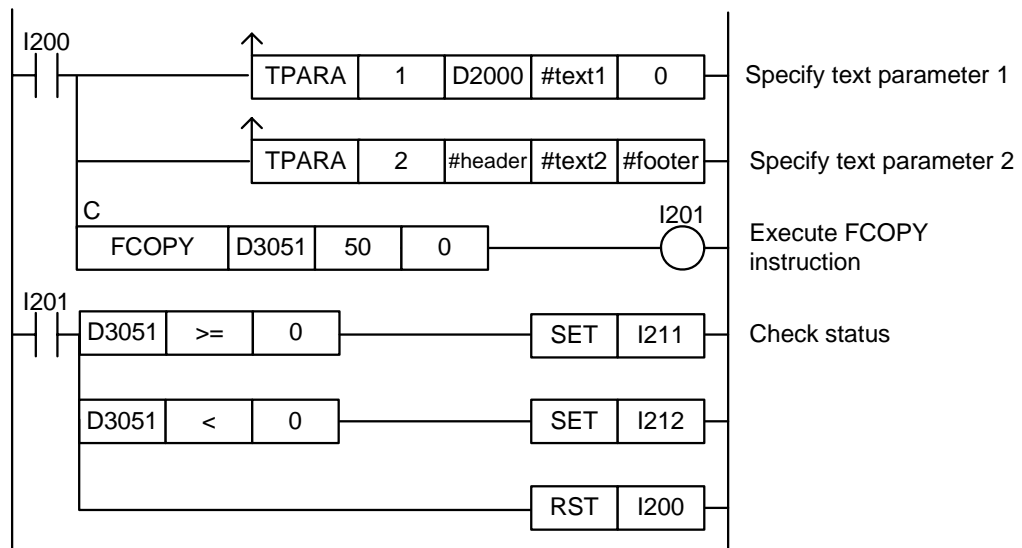 I200
TPARA 1 D2000 #text1 0 Specify text parameter 1
TPARA 2 #header #text2 #footer Specify text parameter 2
C
FCOPY D3051 50 0
I201
Execute FCOPY
instruction
I201
D3051 >= 0 SET I211 Check status
D3051 < 0 SET I212
RST I200